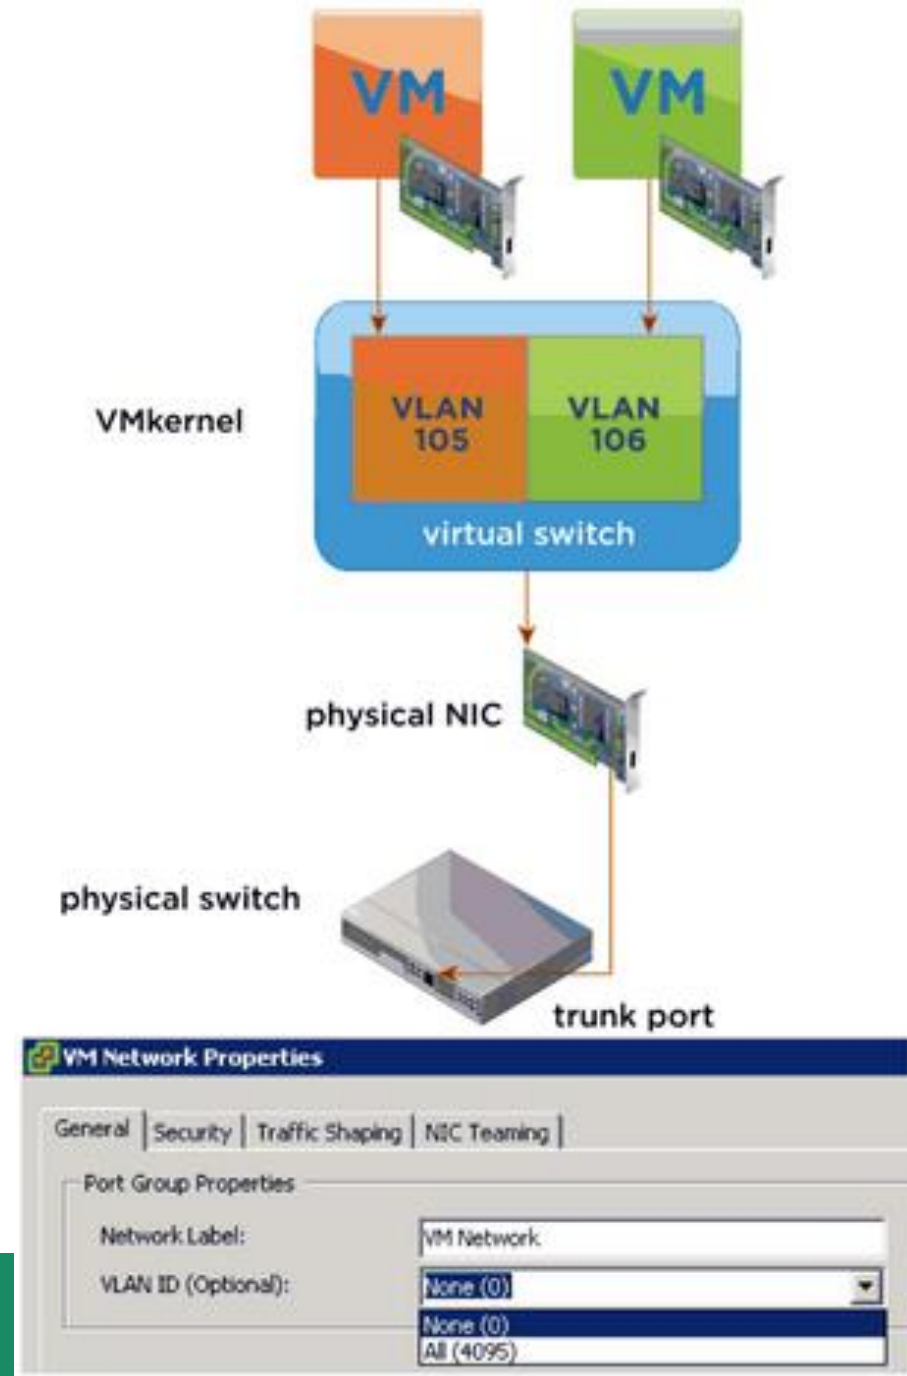 VM VM
VMkernel
VLAN 105
VLAN 106
virtual switch
physical NIC
physical switch
trunk port
VM Network Properties
General Security Traffic Shaping NIC Teaming
Port Group Properties
Network Label: VM Network
VLAN ID (Optional): None (0)
None (0)
All (4095)